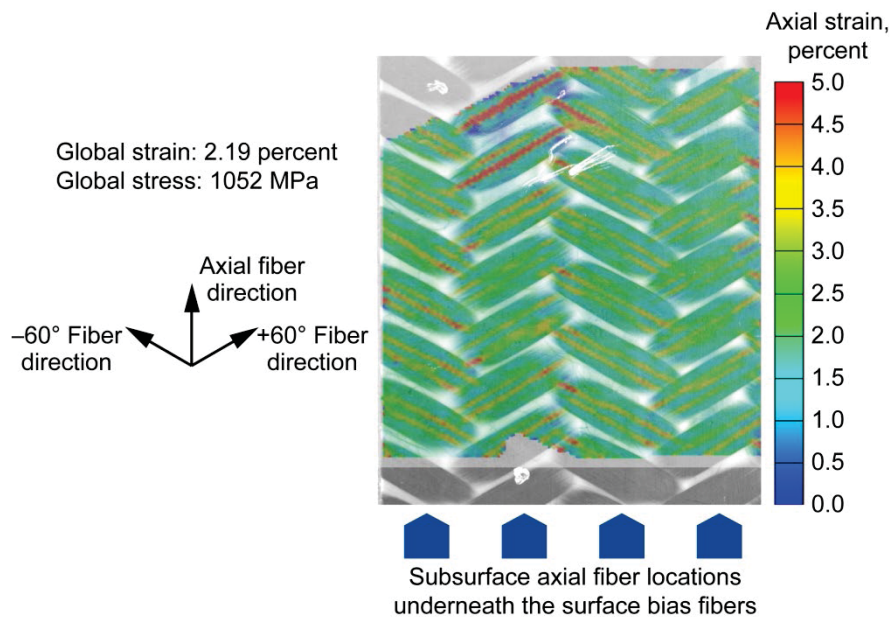 Axial strain,
percent
5.0
4.5
4.0
3.5
3.0
2.5
2.0
1.5
1.0
0.5
0.0
Global strain: 2.19 percent
Global stress: 1052 MPa
Axial fiber
direction
–60° Fiber
direction
+60° Fiber
direction
Subsurface axial fiber locations
underneath the surface bias fibers